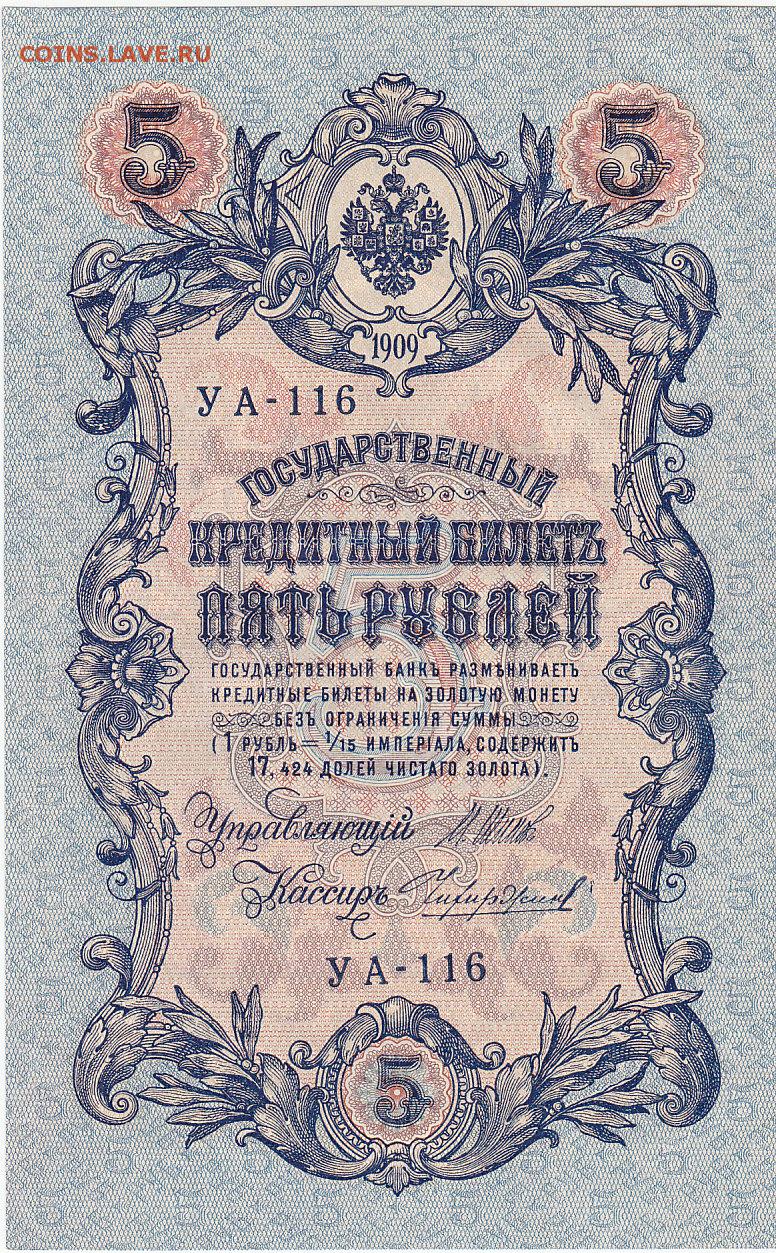 COINS.LAVE.RU
5 5
1909
УА-116
ГОСУДАРСТВЕННЫЙ
КРЕДИТНЫЙ БИЛЕТЪ
ПЯТЬ РУБЛЕЙ
ГОСУДАРСТВЕННЫЙ БАНКЪ РАЗМѢНИВАЕТЪ
КРЕДИТНЫЕ БИЛЕТЫ НА ЗОЛОТУЮ МОНЕТУ
БЕЗЪ ОГРАНИЧЕНІЯ СУММЫ
(1 РУБЛЬ = 1/15 ИМПЕРІАЛА, СОДЕРЖИТЪ
17,424 ДОЛЕЙ ЧИСТАГО ЗОЛОТА).
Управляющій
Кассиръ
УА-116
5